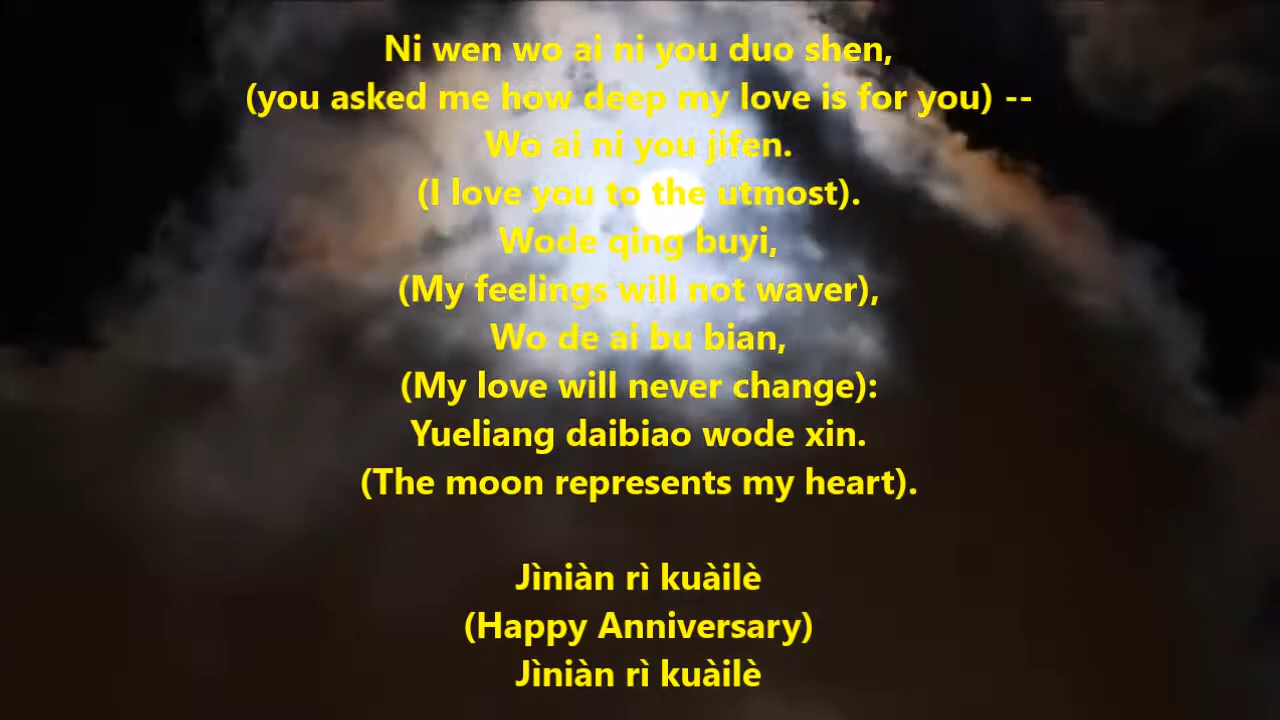 Ni wen wo ai ni you duo shen,
(you asked me how deep my love is for you) --
Wo ai ni you jifen.
(I love you to the utmost).
Wode qing buyi,
(My feelings will not waver),
Wo de ai bu bian,
(My love will never change):
Yueliang daibiao wode xin.
(The moon represents my heart).
Jìniàn rì kuàilè
(Happy Anniversary)
Jìniàn rì kuàilè